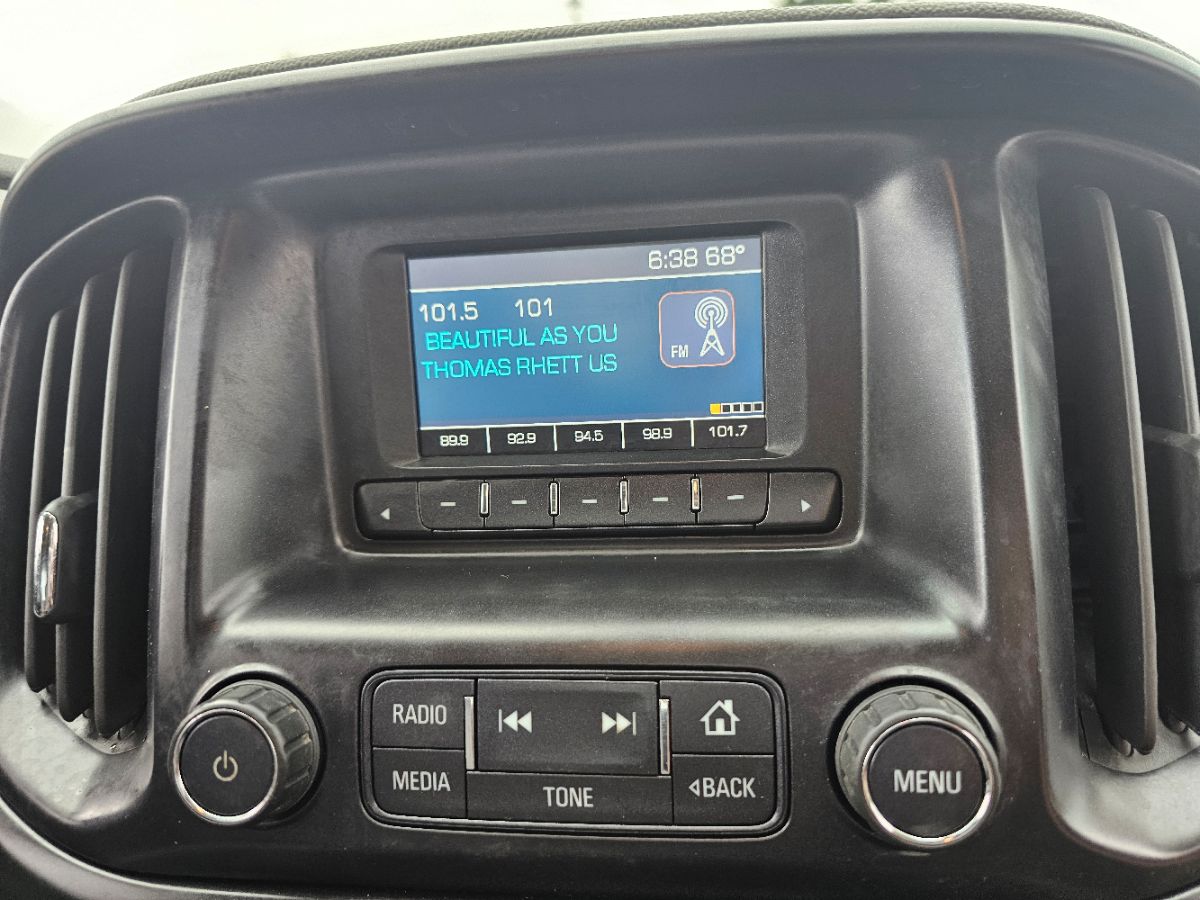 6:38 68°
101.5 101
BEAUTIFUL AS YOU
THOMAS RHETT US
FM
89.9 92.9 94.5 98.9 101.7
RADIO
MEDIA
TONE
BACK
MENU